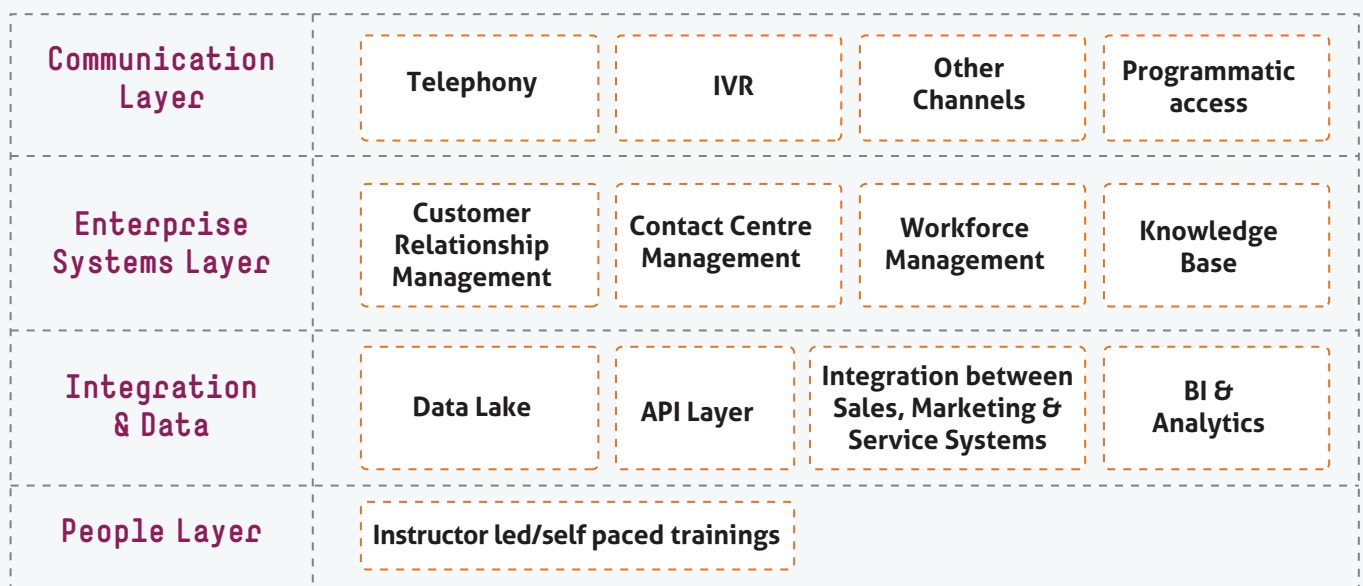 Communication
Layer
Telephony
IVR
Other
Channels
Programmatic
access
Enterprise
Systems Layer
Customer
Relationship
Management
Contact Centre
Management
Workforce
Management
Knowledge
Base
Integration
& Data
Data Lake
API Layer
Integration between
Sales, Marketing &
Service Systems
BI &
Analytics
People Layer
Instructor led/self paced trainings